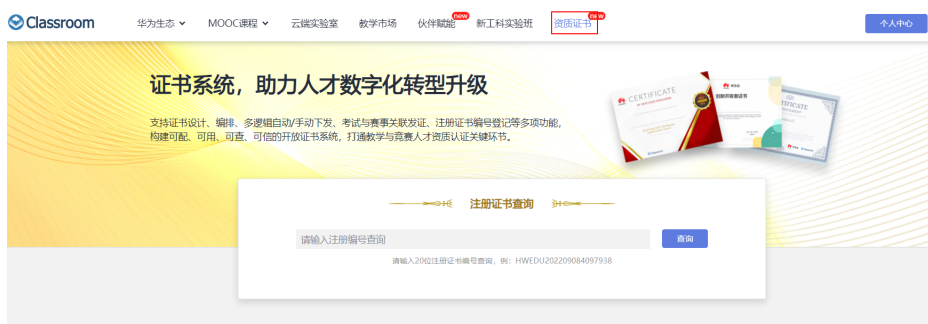 Classroom 华为生态 MOOC课程 云端实验室 教学市场 伙伴赋能 new 新工科实验班 资质证书 new 个人中心
证书系统，助力人才数字化转型升级
支持证书设计、编排、多逻辑自动/手动下发、考试与赛事关联发证、注册证书编号登记等多项功能，
构建可配、可用、可查、可信的开放证书系统，打通教学与竞赛人才资质认证关键环节。
CERTIFICATE
注册证书查询
请输入注册编号查询 查询
请输入20位注册证书编号查询，例：HWEDU202209084097938